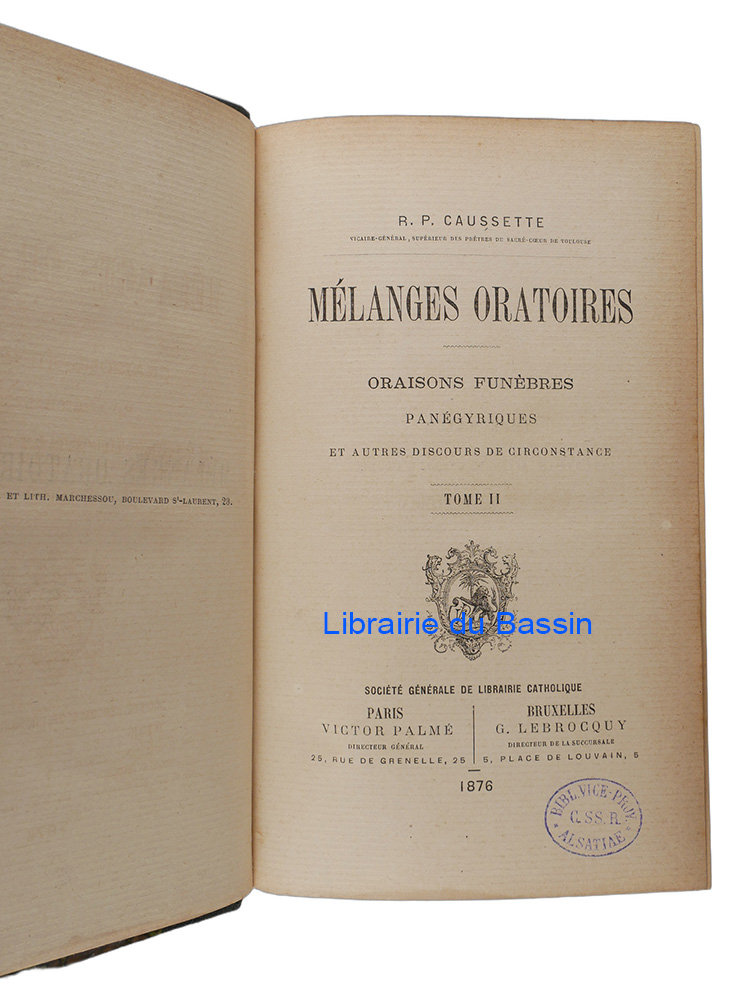 ET LITH. MARCHESSOU, BOULEVARD St-LAURENT, 23.
R. P. CAUSSETTE
VICAIRE-GÉNÉRAL, SUPÉRIEUR DES PRÊTRES DU SACRÉ-CŒUR DE TOULOUSE
MÉLANGES ORATOIRES
ORAISONS FUNÈBRES
PANÉGYRIQUES
ET AUTRES DISCOURS DE CIRCONSTANCE
TOME II
Librairie du Bassin
SOCIÉTÉ GÉNÉRALE DE LIBRAIRIE CATHOLIQUE
PARIS
VICTOR PALMÉ
DIRECTEUR GÉNÉRAL
25, RUE DE GRENELLE, 25
BRUXELLES
G. LEBROCQUY
DIRECTEUR DE LA SUCCURSALE
5, PLACE DE LOUVAIN, 5
1876
BIBL. VICE-PROV.
C. SS. R.
ALSATIAE